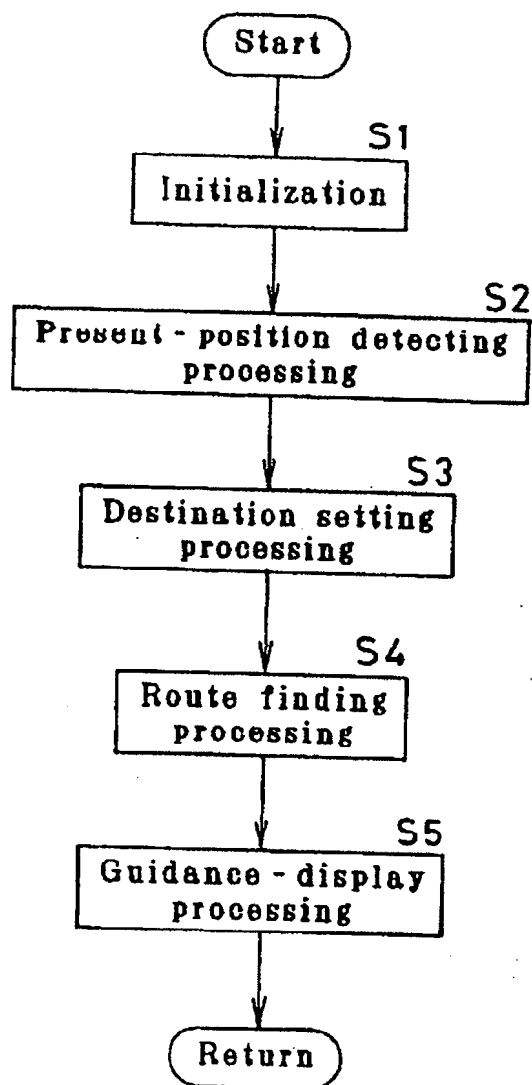 Start
S1
Initialization
S2
Present - position detecting
processing
S3
Destination setting
processing
S4
Route finding
processing
S5
Guidance - display
processing
Return